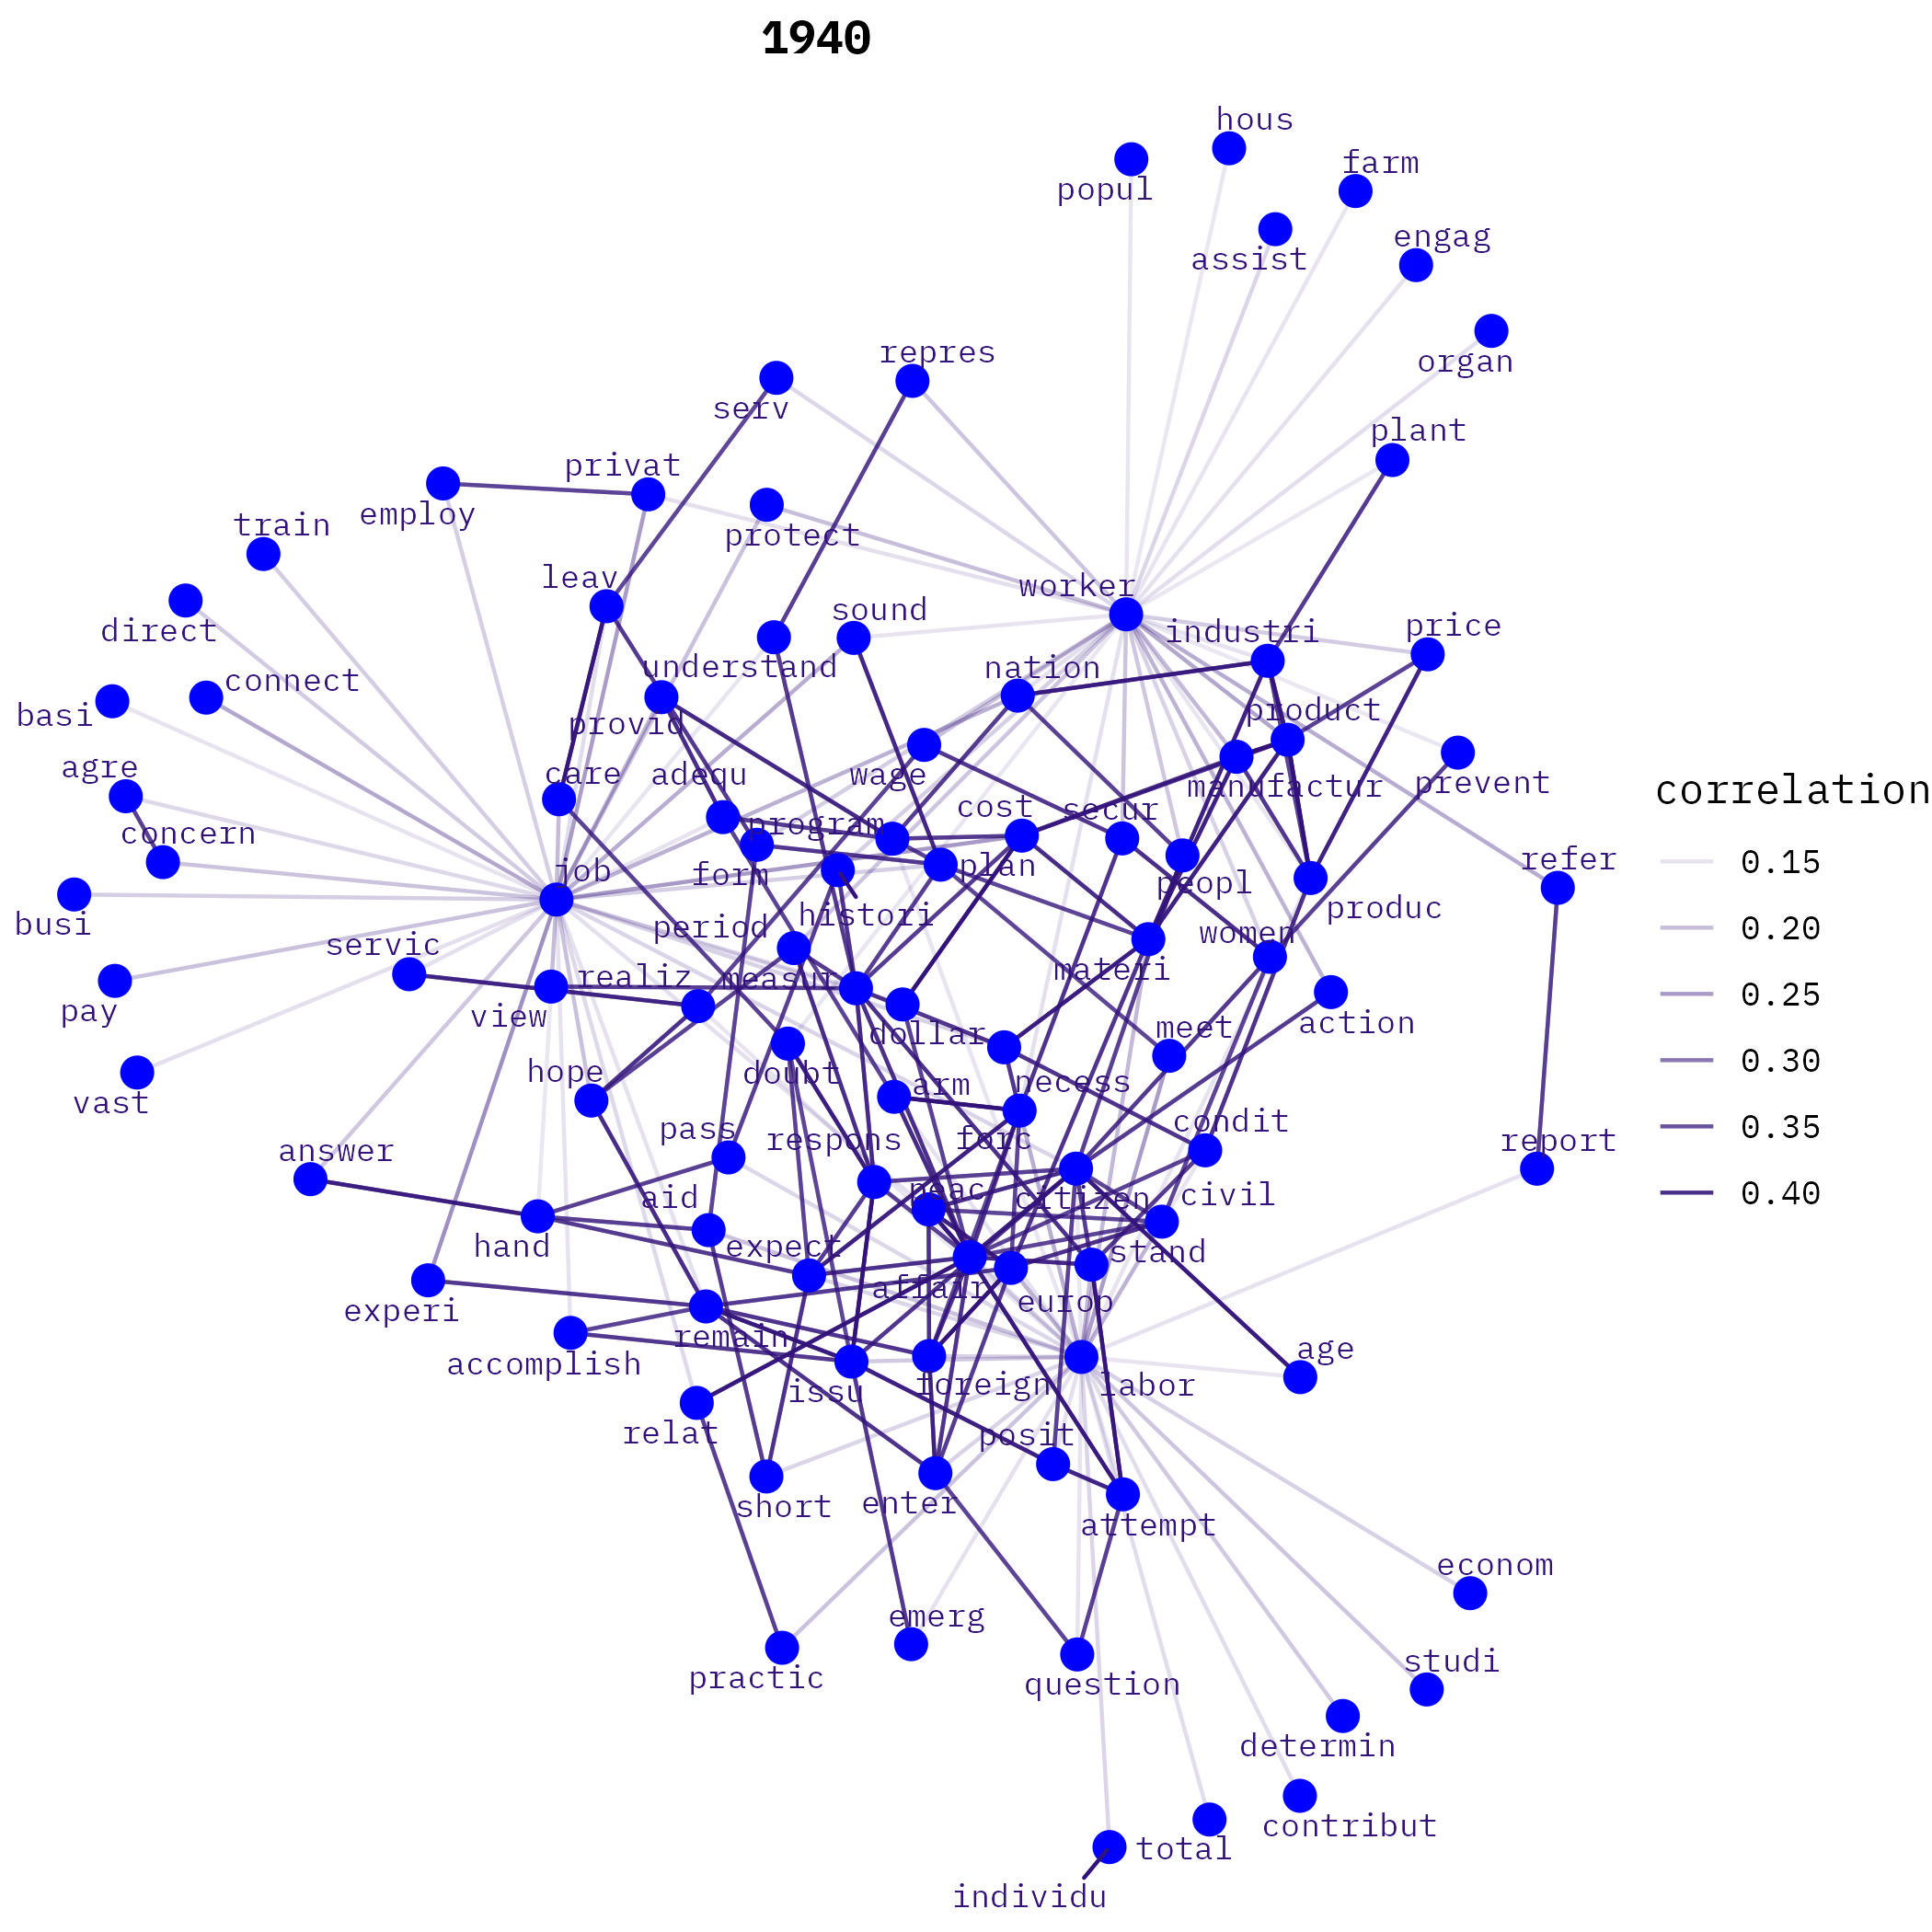 1940
hous
popul
farm
assist
engag
organ
repres
serv
plant
privat
employ
train
protect
leav
worker
sound
direct
industri
price
understand
nation
connect
basi
provid
product
agre
care
adequ
wage
manufactur
prevent
correlation
concern
program
cost
secur
0.15
job
form
plan
peopl
refer
busi
histori
produc
0.20
period
women
servic
realiz
measur
materi
0.25
pay
view
dollar
meet
action
hope
doubt
arm
necess
0.30
vast
pass
respons
forc
condit
0.35
answer
report
aid
peac
citizen
civil
0.40
hand
expect
stand
experi
affair
europ
remain
accomplish
age
issu
foreign
labor
relat
posit
short
enter
attempt
econom
emerg
practic
question
studi
determin
contribut
total
individu